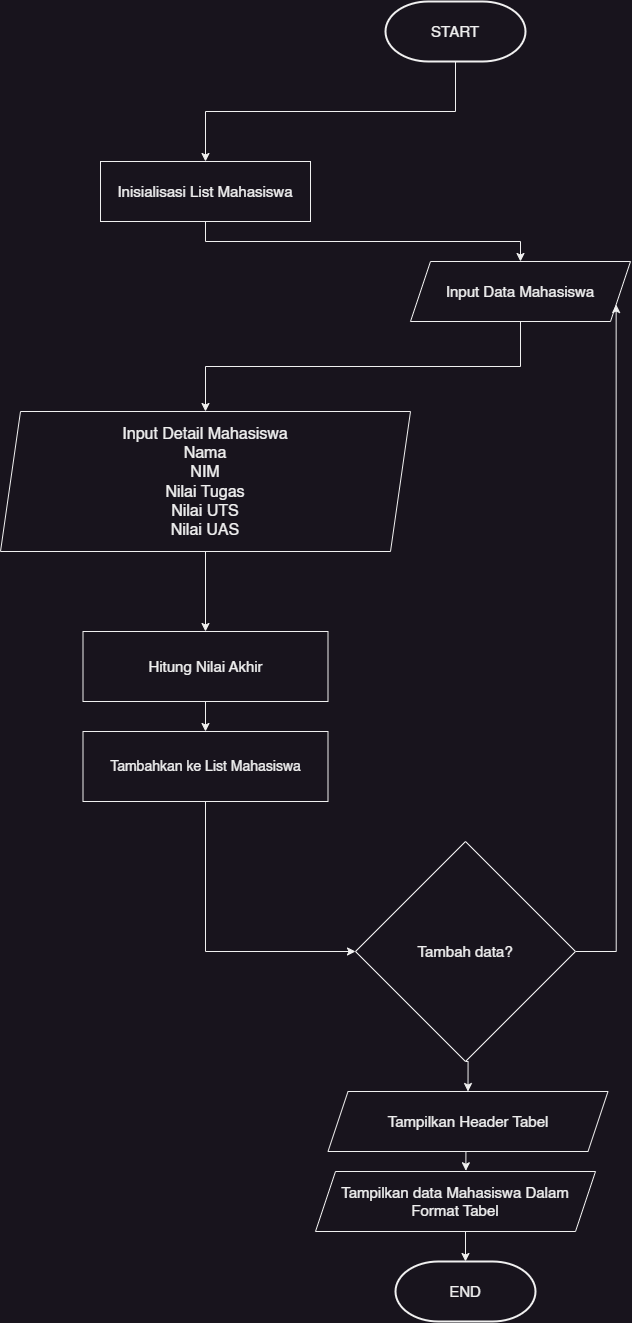 START
Inisialisasi List Mahasiswa
Input Data Mahasiswa
Input Detail Mahasiswa
Nama
NIM
Nilai Tugas
Nilai UTS
Nilai UAS
Hitung Nilai Akhir
Tambahkan ke List Mahasiswa
Tambah data?
Tampilkan Header Tabel
Tampilkan data Mahasiswa Dalam
Format Tabel
END